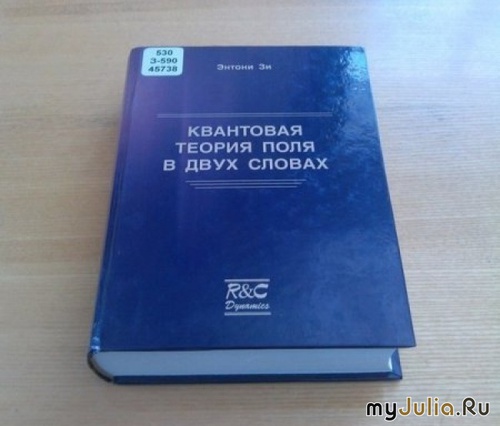 530
З-590
45738
Энтони Зи
КВАНТОВАЯ
ТЕОРИЯ ПОЛЯ
В ДВУХ СЛОВАХ
R&C
Dynamics
myJulia.Ru